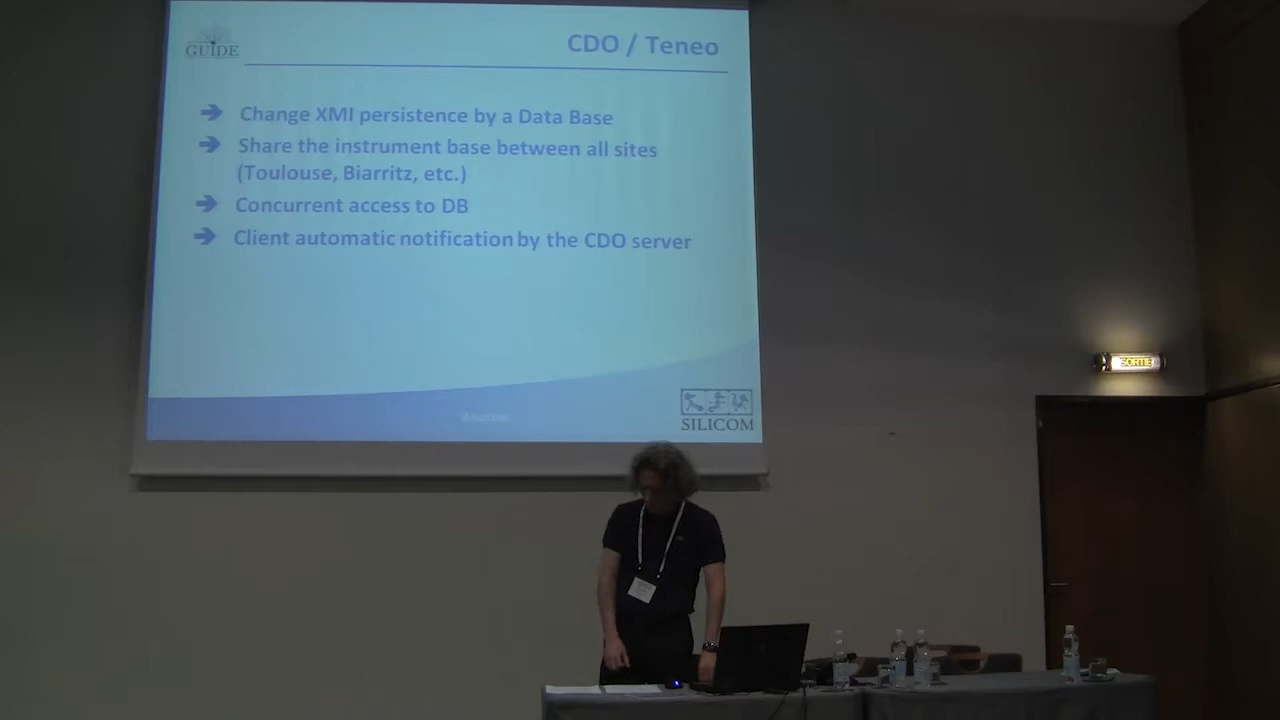 GUIDE
CDO / Teneo
Change XMI persistence by a Data Base
Share the instrument base between all sites
(Toulouse, Biarritz, etc.)
Concurrent access to DB
Client automatic notification by the CDO server
SILICOM
SORTIE